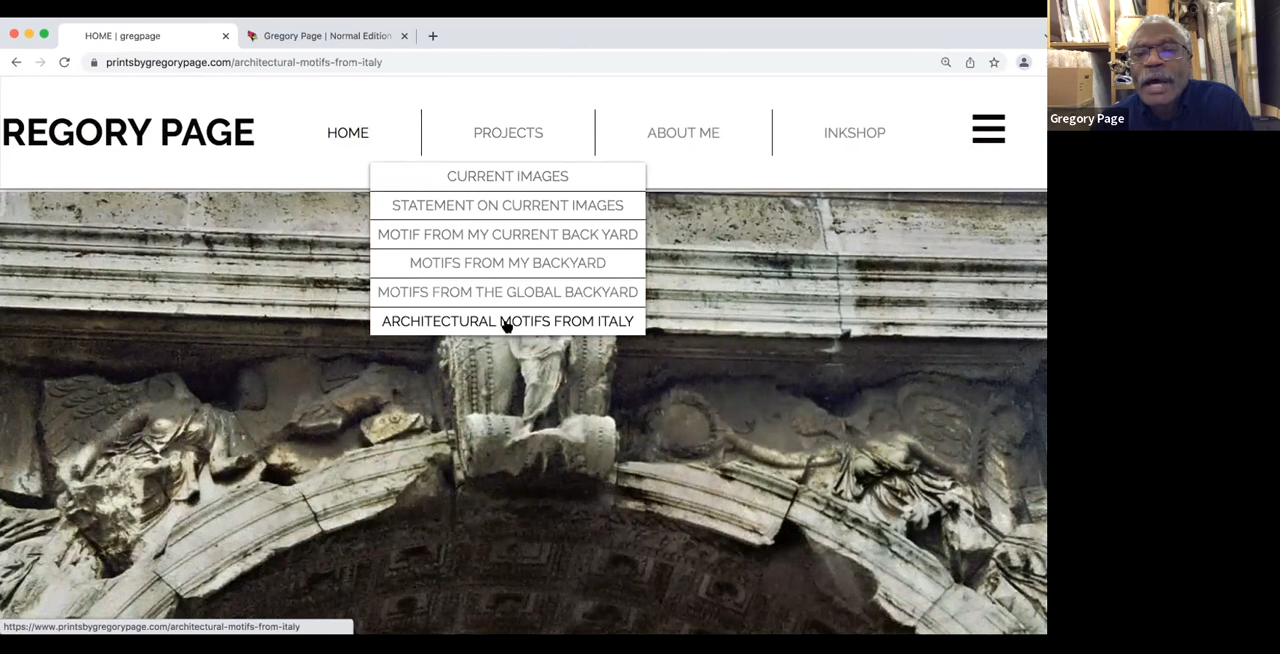 HOME | gregpage
Gregory Page | Normal Edition
printsbygregorypage.com/architectural-motifs-from-italy
REGORY PAGE
HOME
PROJECTS
ABOUT ME
INKSHOP
CURRENT IMAGES
STATEMENT ON CURRENT IMAGES
MOTIF FROM MY CURRENT BACK YARD
MOTIFS FROM MY BACKYARD
MOTIFS FROM THE GLOBAL BACKYARD
ARCHITECTURAL MOTIFS FROM ITALY
https://www.printsbygregorypage.com/architectural-motifs-from-italy
Gregory Page